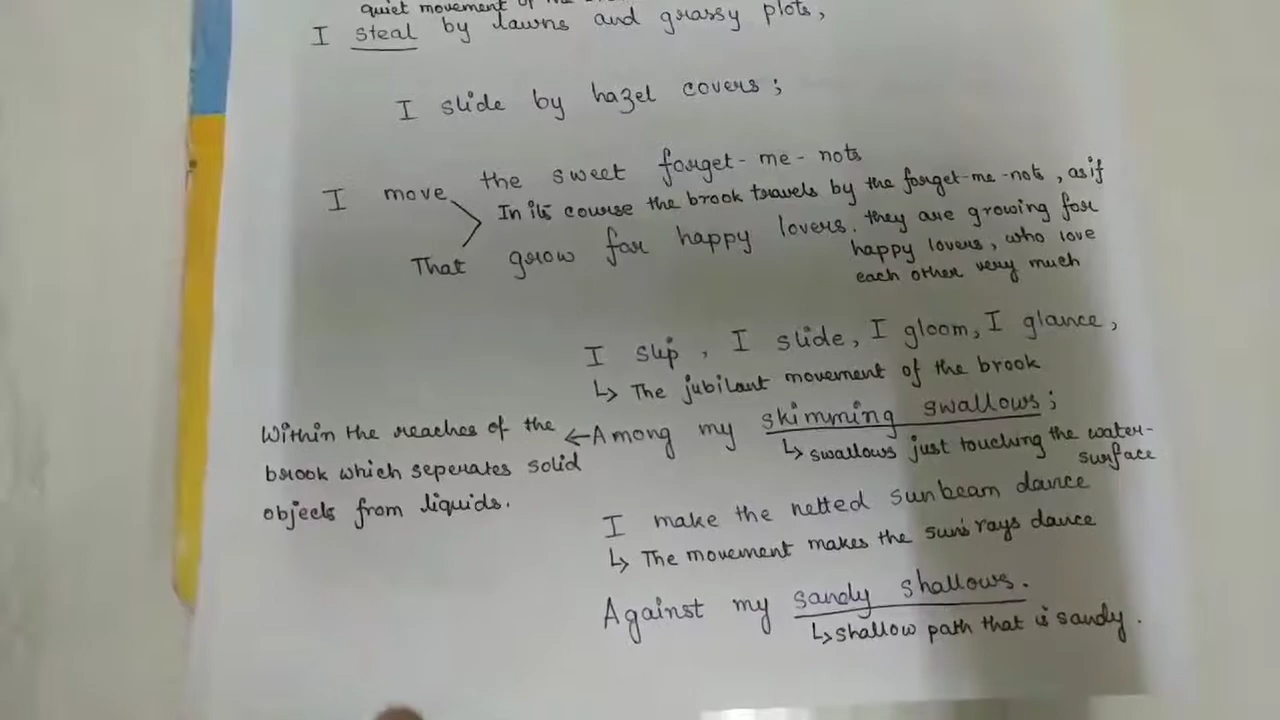 quiet movement of the
I steal by lawns and grassy plots,
I slide by hazel covers;
I move the sweet forget-me-nots
In its course the brook travels by the forget-me-nots, as if
That grow for happy lovers. they are growing for
happy lovers, who love
each other very much
I slip, I slide, I gloom, I glance,
↳ The jubilant movement of the brook
Within the reaches of the ← Among my skimming swallows;
brook which seperates solid ↳ swallows just touching the water-
surface
objects from liquids.
I make the netted sunbeam dance
↳ The movement makes the sun's rays dance
Against my sandy shallows.
↳ shallow path that is sandy.